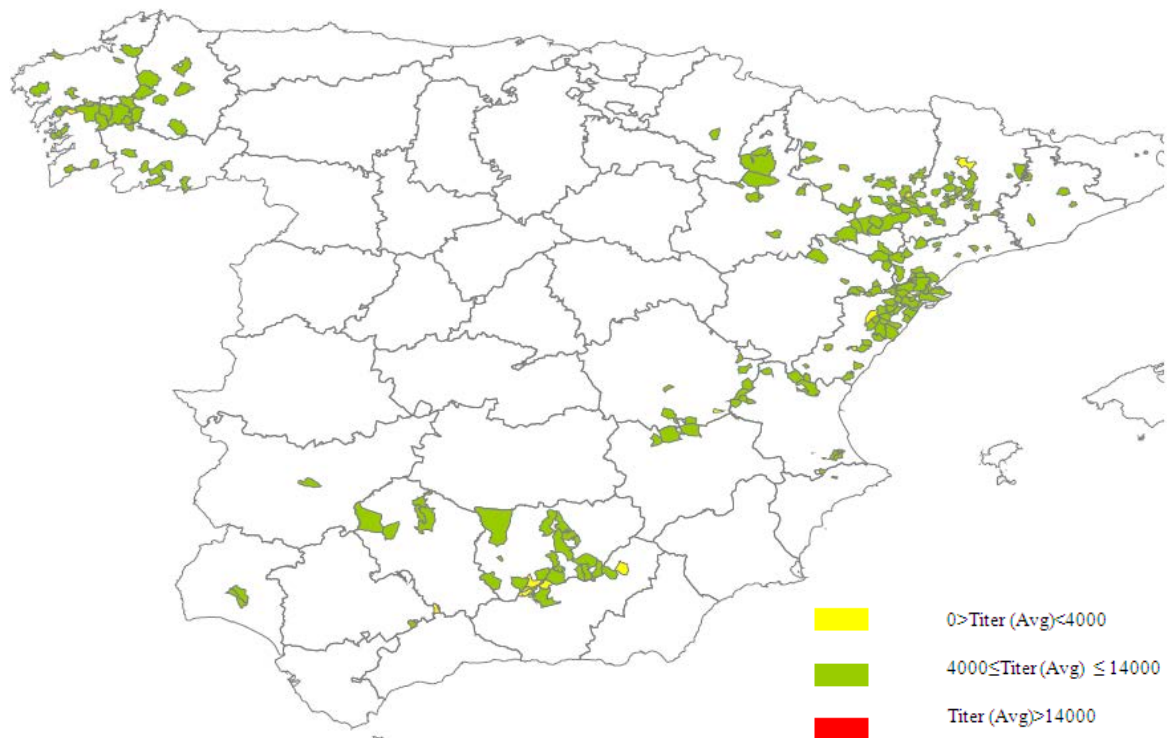 0>Titer (Avg)<4000
4000≤Titer (Avg) ≤ 14000
Titer (Avg)>14000